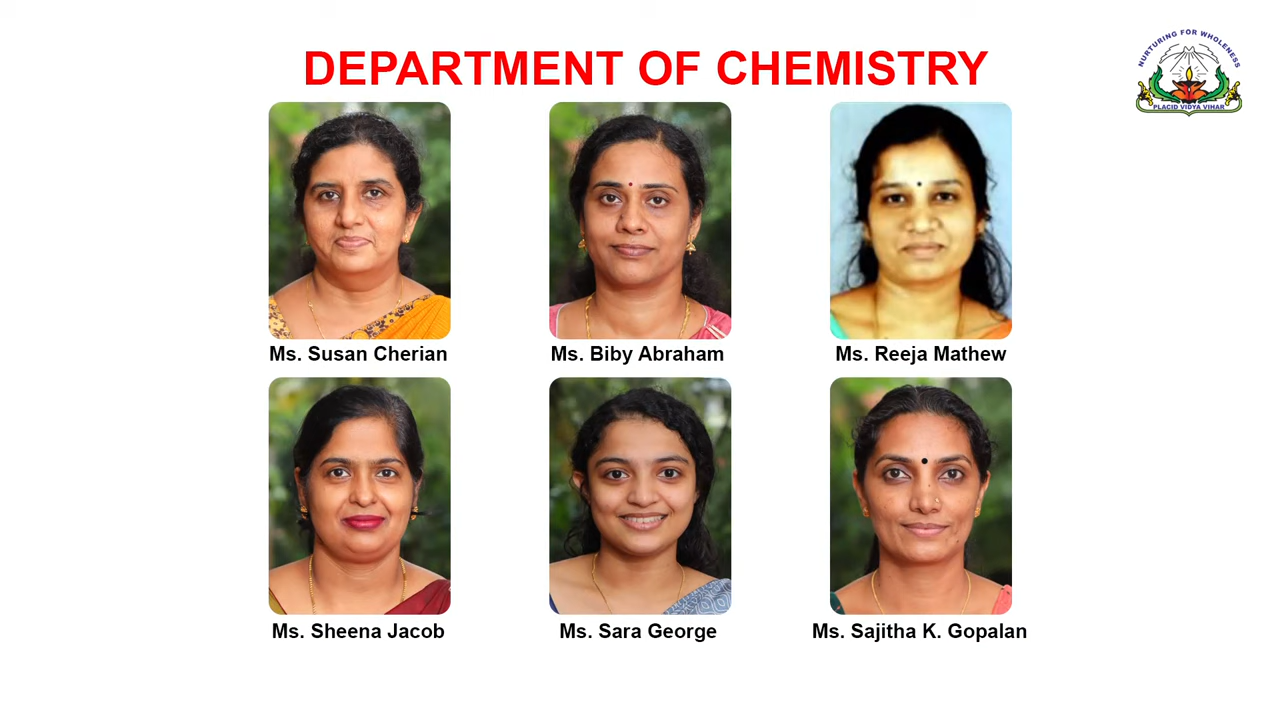 DEPARTMENT OF CHEMISTRY
NURTURING FOR WHOLENESS
PLACID VIDYA VIHAR
Ms. Susan Cherian
Ms. Biby Abraham
Ms. Reeja Mathew
Ms. Sheena Jacob
Ms. Sara George
Ms. Sajitha K. Gopalan